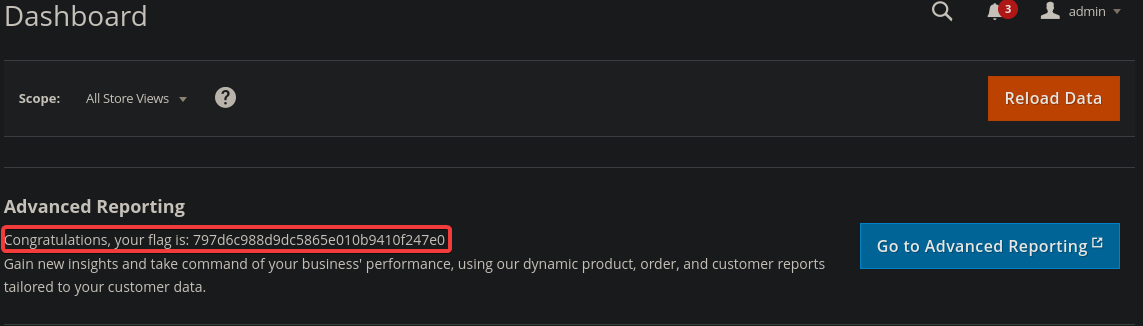 Dashboard
3
admin
Scope:
All Store Views
?
Reload Data
Advanced Reporting
Congratulations, your flag is: 797d6c988d9dc5865e010b9410f247e0
Go to Advanced Reporting
Gain new insights and take command of your business' performance, using our dynamic product, order, and customer reports
tailored to your customer data.